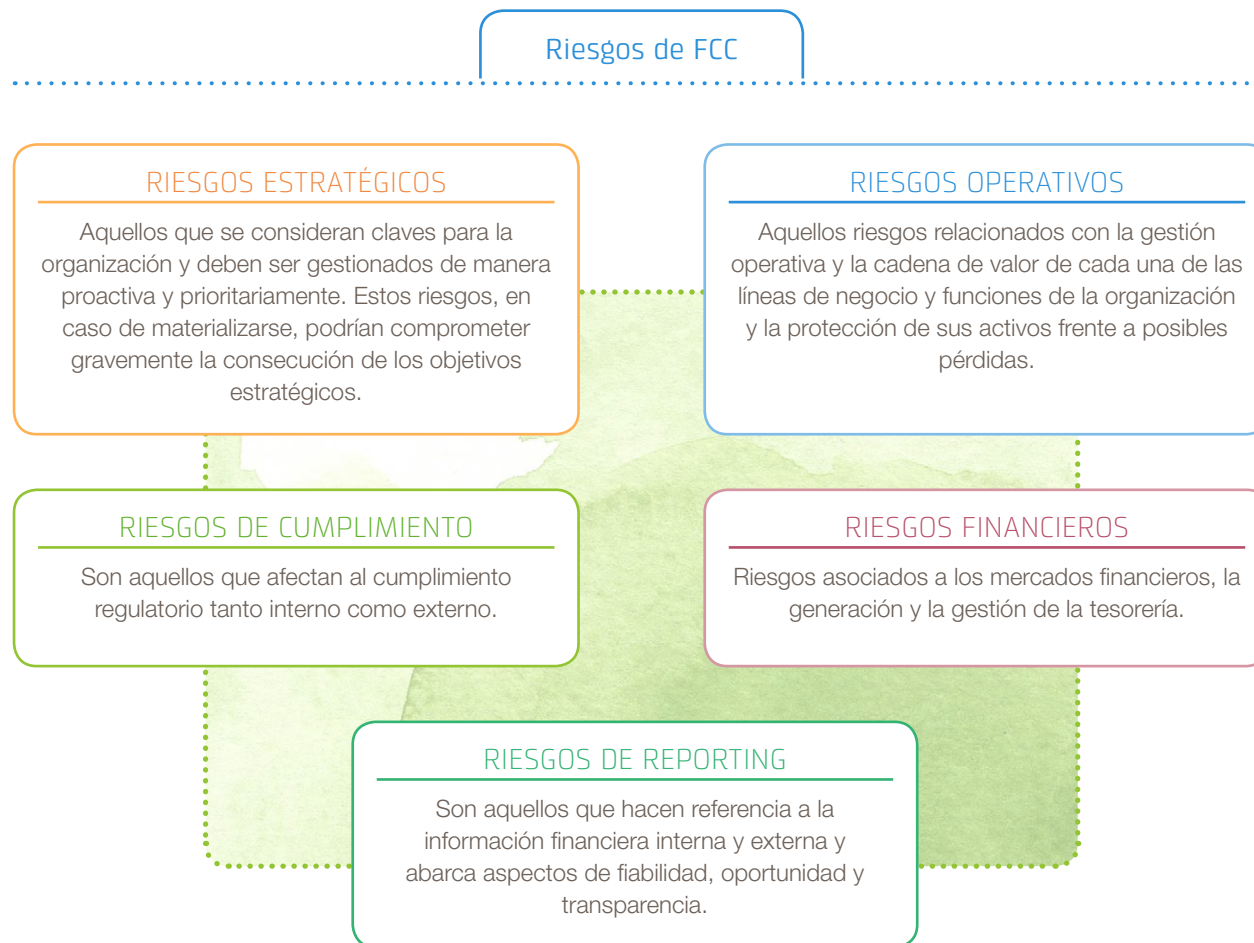 Riesgos de FCC
RIESGOS ESTRATÉGICOS
Aquellos que se consideran claves para la
organización y deben ser gestionados de manera
proactiva y prioritariamente. Estos riesgos, en
caso de materializarse, podrían comprometer
gravemente la consecución de los objetivos
estratégicos.
RIESGOS OPERATIVOS
Aquellos riesgos relacionados con la gestión
operativa y la cadena de valor de cada una de las
líneas de negocio y funciones de la organización
y la protección de sus activos frente a posibles
pérdidas.
RIESGOS DE CUMPLIMIENTO
Son aquellos que afectan al cumplimiento
regulatorio tanto interno como externo.
RIESGOS FINANCIEROS
Riesgos asociados a los mercados financieros, la
generación y la gestión de la tesorería.
RIESGOS DE REPORTING
Son aquellos que hacen referencia a la
información financiera interna y externa y
abarca aspectos de fiabilidad, oportunidad y
transparencia.